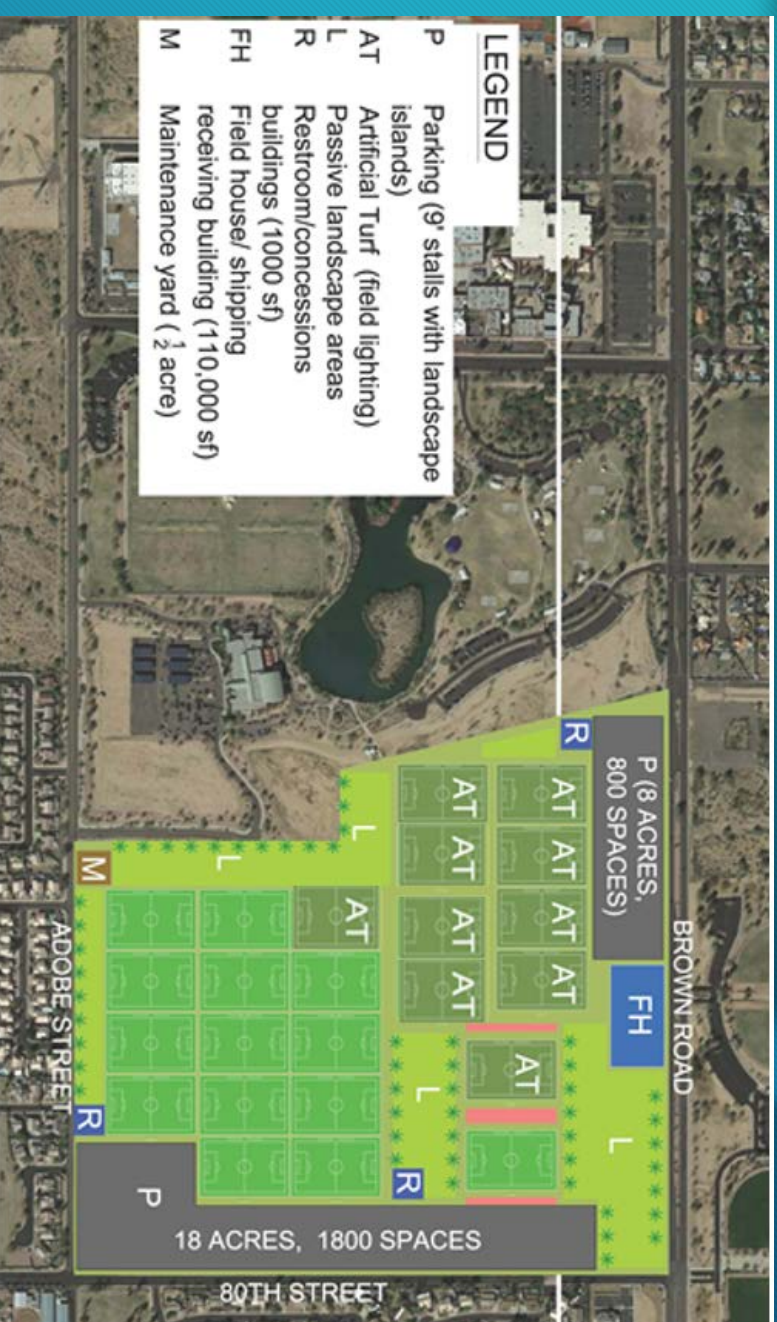 LEGEND
P Parking (9' stalls with landscape
islands)
AT Artificial Turf (field lighting)
L Passive landscape areas
R Restroom/concessions
buildings (1000 sf)
FH Field house/ shipping
receiving building (110,000 sf)
M Maintenance yard ( 1/2 acre)
BROWN ROAD
P (8 ACRES,
800 SPACES)
FH
R
L
AT
AT
AT
AT
AT
AT
AT
AT
AT
L
L
AT
L
R
M
R
P
18 ACRES, 1800 SPACES
ADOBE STREET
80TH STREET